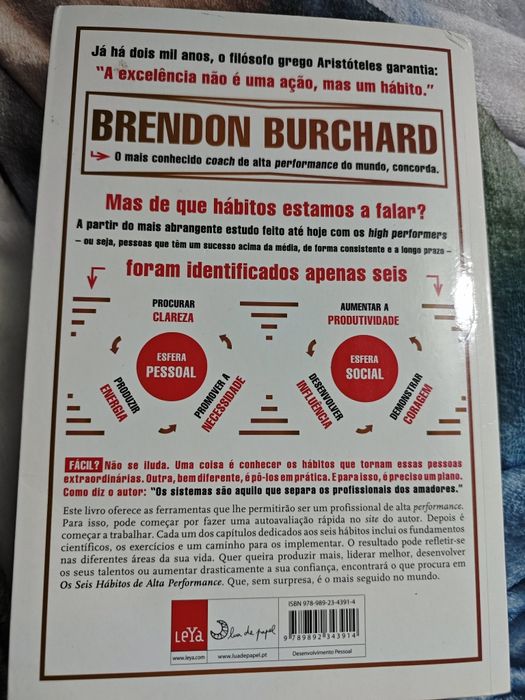 Já há dois mil anos, o filósofo grego Aristóteles garantia:
“A excelência não é uma ação, mas um hábito.”
BRENDON BURCHARD
O mais conhecido coach de alta performance do mundo, concorda.
Mas de que hábitos estamos a falar?
A partir do mais abrangente estudo feito até hoje com os high performers
– ou seja, pessoas que têm um sucesso acima da média, de forma consistente e a longo prazo –
foram identificados apenas seis
PROCURAR
CLAREZA
ESFERA
PESSOAL
PRODUZIR
ENERGIA
PROMOVER A
NECESSIDADE
AUMENTAR A
PRODUTIVIDADE
ESFERA
SOCIAL
DESENVOLVER
INFLUÊNCIA
DEMONSTRAR
CORAGEM
FÁCIL? Não se iluda. Uma coisa é conhecer os hábitos que tornam essas pessoas
extraordinárias. Outra, bem diferente, é pô-los em prática. E para isso, é preciso um plano.
Como diz o autor: “Os sistemas são aquilo que separa os profissionais dos amadores.”
Este livro oferece as ferramentas que lhe permitirão ser um profissional de alta performance.
Para isso, pode começar por fazer uma autoavaliação rápida no site do autor. Depois é
começar a trabalhar. Cada um dos capítulos dedicados aos seis hábitos inclui os fundamentos
científicos, os exercícios e um caminho para os implementar. O resultado pode refletir-se
nas diferentes áreas da sua vida. Quer queira produzir mais, liderar melhor, desenvolver
os seus talentos ou aumentar drasticamente a sua confiança, encontrará o que procura em
Os Seis Hábitos de Alta Performance. Que, sem surpresa, é o mais seguido no mundo.
LeYa
www.leya.com
lua de papel
www.luadepapel.pt
ISBN 978-989-23-4391-4
9 789892 343914
Desenvolvimento Pessoal